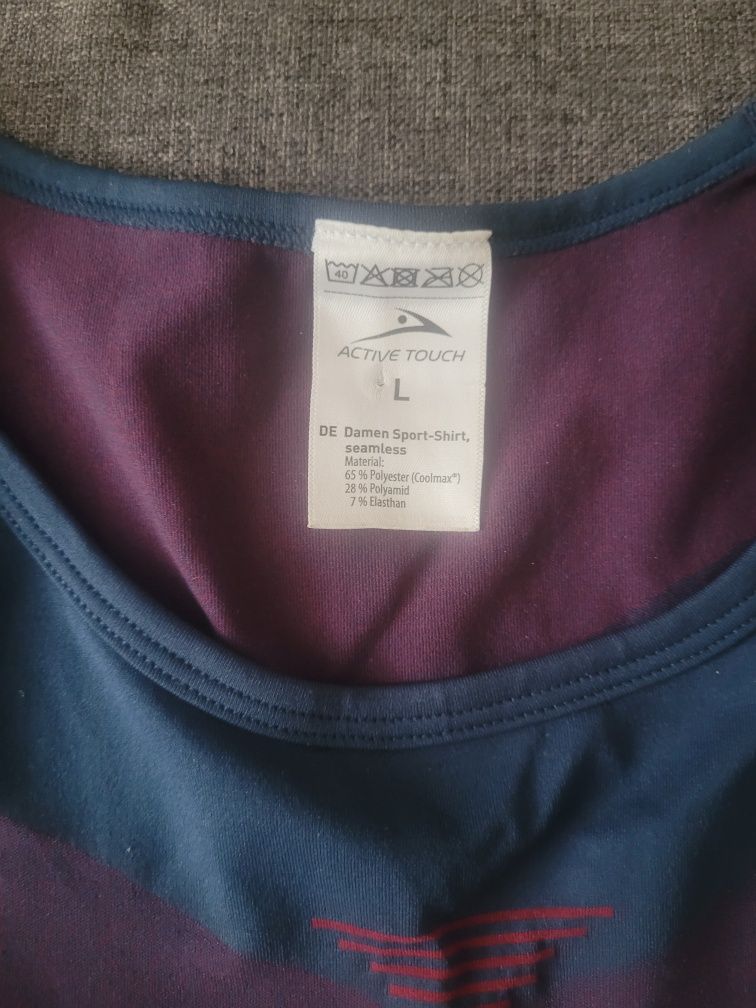 40
ACTIVE TOUCH
L
DE Damen Sport-Shirt,
seamless
Material:
65 % Polyester (Coolmax®)
28 % Polyamid
7 % Elasthan